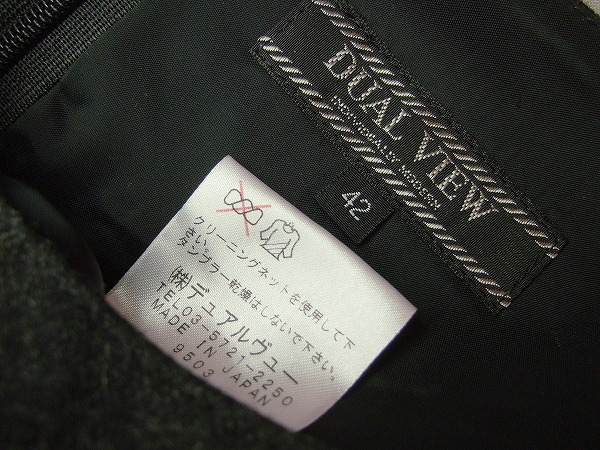 DUAL VIEW
INDIVIDUALLY MODERN
42
クリーニングネットを使用して下
さい。
タンブラー乾燥はしないで下さい。
㈱デュアルヴュー
TEL03-5721-2250
MADE IN JAPAN
9503